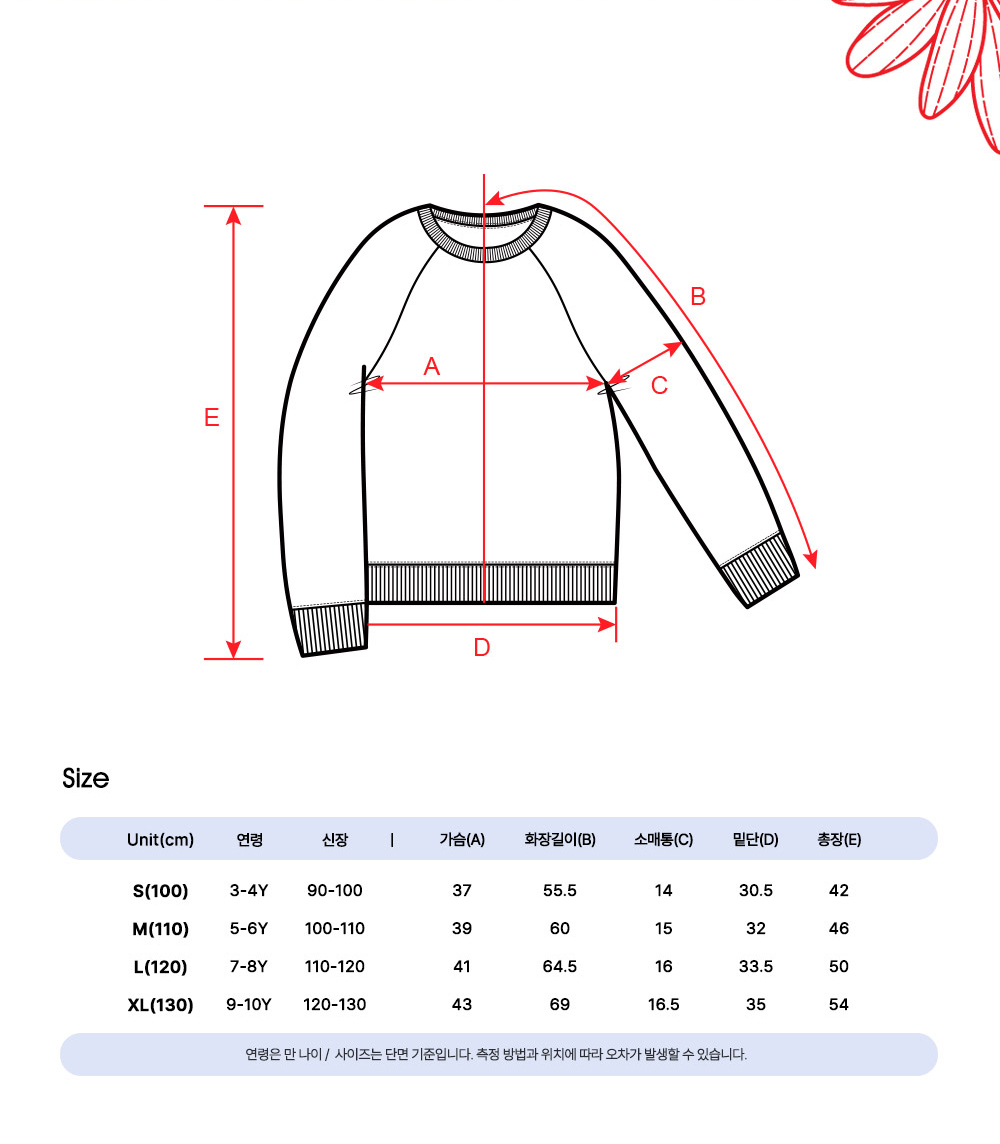 B
A
C
E
D
Size
Unit(cm) 연령 신장 | 가슴(A) 화장길이(B) 소매통(C) 밑단(D) 총장(E)
S(100) 3-4Y 90-100 37 55.5 14 30.5 42
M(110) 5-6Y 100-110 39 60 15 32 46
L(120) 7-8Y 110-120 41 64.5 16 33.5 50
XL(130) 9-10Y 120-130 43 69 16.5 35 54
연령은 만 나이 / 사이즈는 단면 기준입니다. 측정 방법과 위치에 따라 오차가 발생할 수 있습니다.